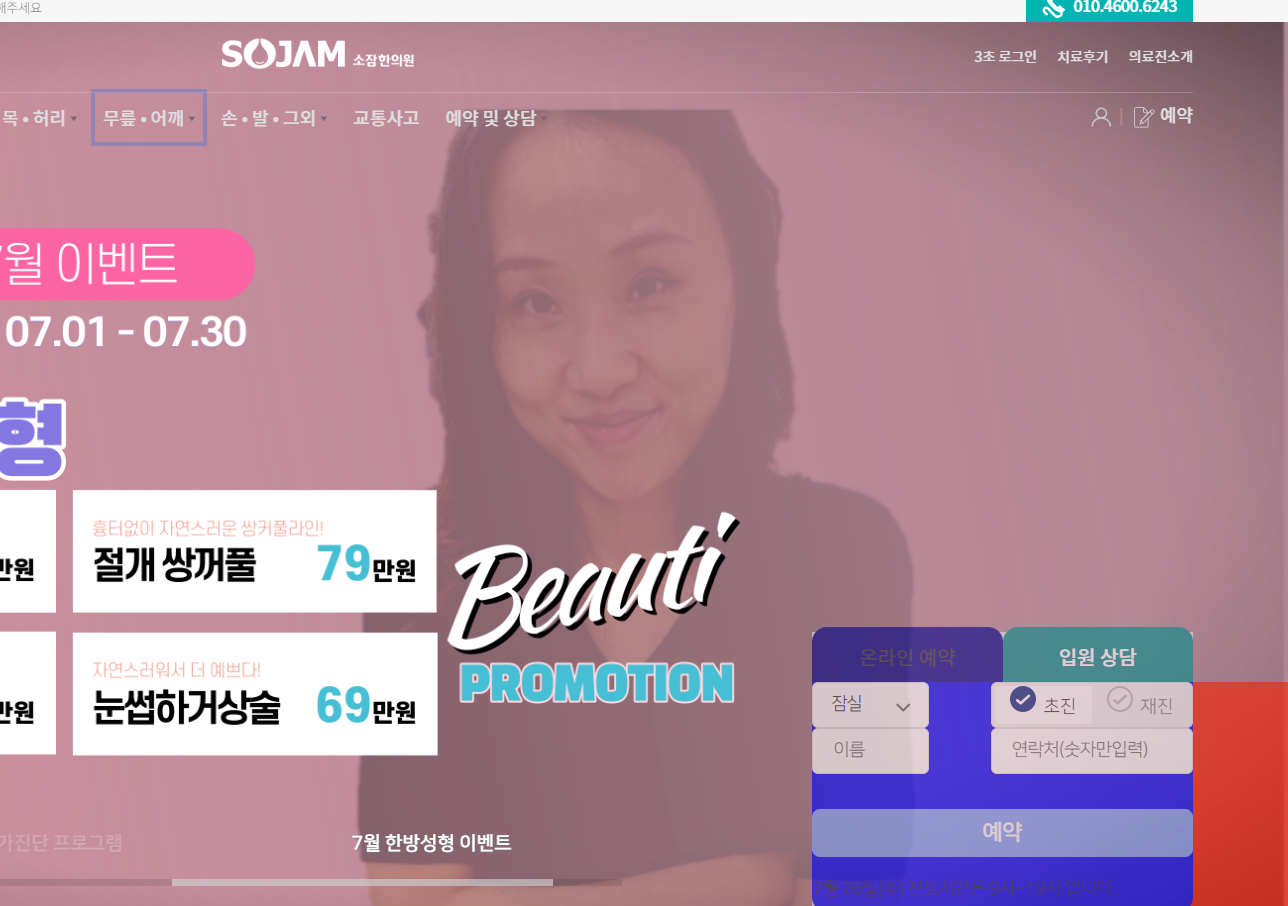 해주세요
010.4600.6243
SOJAM 소잠한의원
3초 로그인 치료후기 의료진소개
목 • 허리 무릎 • 어깨 손 • 발 • 그외 교통사고 예약 및 상담
예약
7월 이벤트
07.01 - 07.30
형
만원
흉터없이 자연스러운 쌍커풀라인!
절개 쌍꺼풀 79만원
만원
자연스러워서 더 예쁘다!
눈썹하거상술 69만원
Beauti
PROMOTION
온라인 예약 입원 상담
잠실 초진 재진
이름 연락처(숫자만입력)
예약
가진단 프로그램 7월 한방성형 이벤트